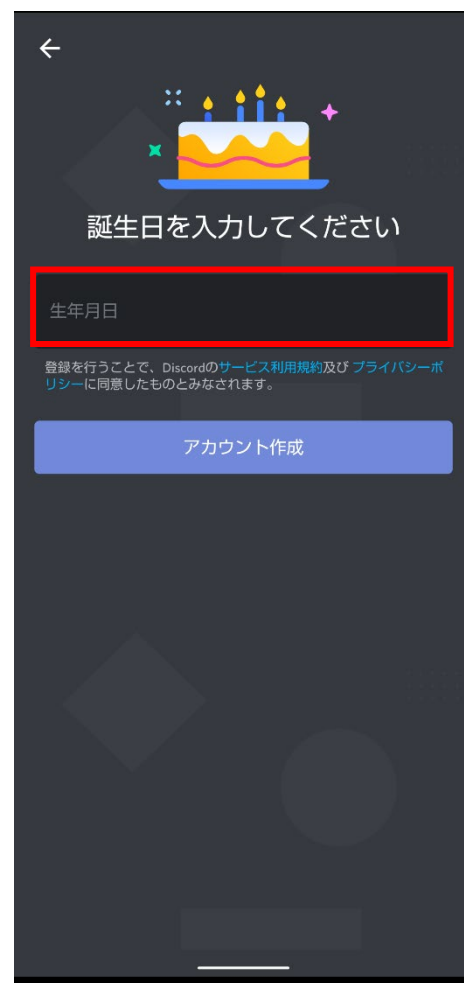 誕生日を入力してください
生年月日
登録を行うことで、Discordのサービス利用規約及び プライバシーポ
リシーに同意したものとみなされます。
アカウント作成